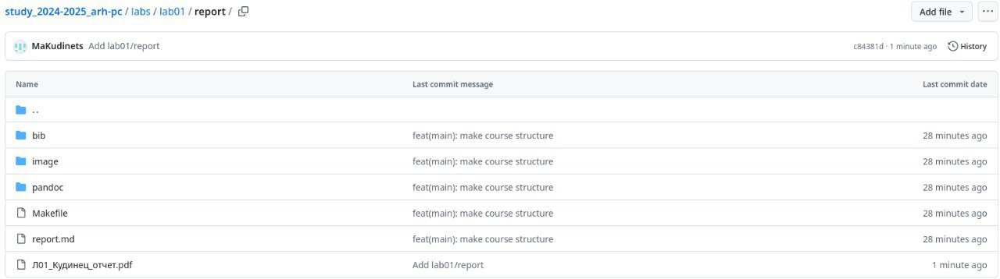 study_2024-2025_arh-pc / labs / lab01 / report / Add file
MaKudinets Add lab01/report c84381d · 1 minute ago History
Name Last commit message Last commit date
..
bib feat(main): make course structure 28 minutes ago
image feat(main): make course structure 28 minutes ago
pandoc feat(main): make course structure 28 minutes ago
Makefile feat(main): make course structure 28 minutes ago
report.md feat(main): make course structure 28 minutes ago
Л01_Кудинец_отчет.pdf Add lab01/report 1 minute ago